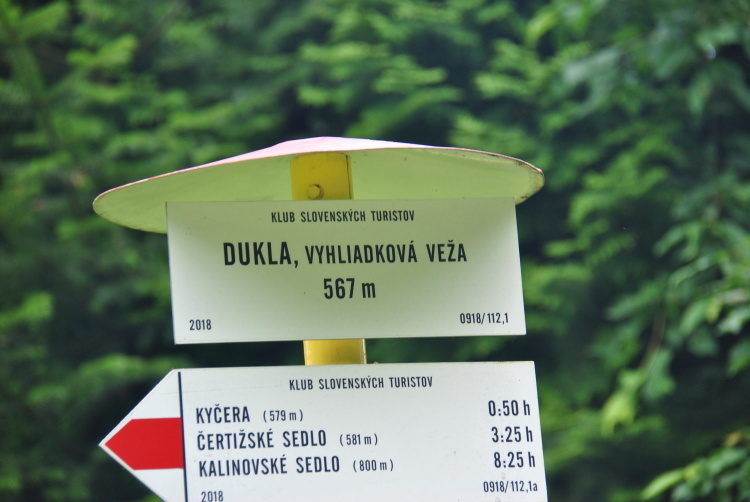 KLUB SLOVENSKÝCH TURISTOV
DUKLA, VYHLIADKOVÁ VEŽA
567 m
2018 0918/112,1
KLUB SLOVENSKÝCH TURISTOV
KYČERA (579 m) 0:50 h
ČERTIŽSKÉ SEDLO (581 m) 3:25 h
KALINOVSKÉ SEDLO (800 m) 8:25 h
2018 0918/112,1a